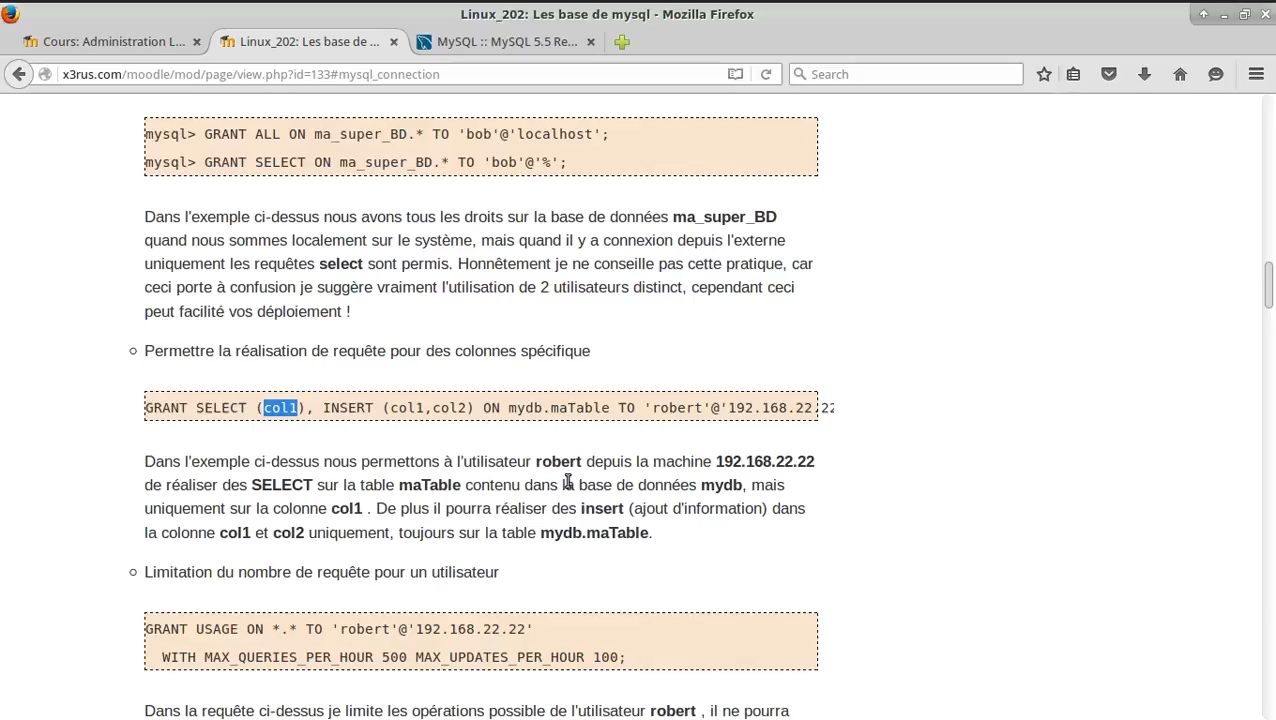 Linux_202: Les base de mysql - Mozilla Firefox
Cours: Administration L... × Linux_202: Les base de ... × MySQL :: MySQL 5.5 Re... ×
x3rus.com/moodle/mod/page/view.php?id=133#mysql_connection Search
mysql> GRANT ALL ON ma_super_BD.* TO 'bob'@'localhost';
mysql> GRANT SELECT ON ma_super_BD.* TO 'bob'@'%';
Dans l'exemple ci-dessus nous avons tous les droits sur la base de données ma_super_BD
quand nous sommes localement sur le système, mais quand il y a connexion depuis l'externe
uniquement les requêtes select sont permis. Honnêtement je ne conseille pas cette pratique, car
ceci porte à confusion je suggère vraiment l'utilisation de 2 utilisateurs distinct, cependant ceci
peut facilité vos déploiement !
Permettre la réalisation de requête pour des colonnes spécifique
GRANT SELECT (col1), INSERT (col1,col2) ON mydb.maTable TO 'robert'@'192.168.22.22
Dans l'exemple ci-dessus nous permettons à l'utilisateur robert depuis la machine 192.168.22.22
de réaliser des SELECT sur la table maTable contenu dans la base de données mydb, mais
uniquement sur la colonne col1 . De plus il pourra réaliser des insert (ajout d'information) dans
la colonne col1 et col2 uniquement, toujours sur la table mydb.maTable.
Limitation du nombre de requête pour un utilisateur
GRANT USAGE ON *.* TO 'robert'@'192.168.22.22'
WITH MAX_QUERIES_PER_HOUR 500 MAX_UPDATES_PER_HOUR 100;
Dans la requête ci-dessus je limite les opérations possible de l'utilisateur robert , il ne pourra